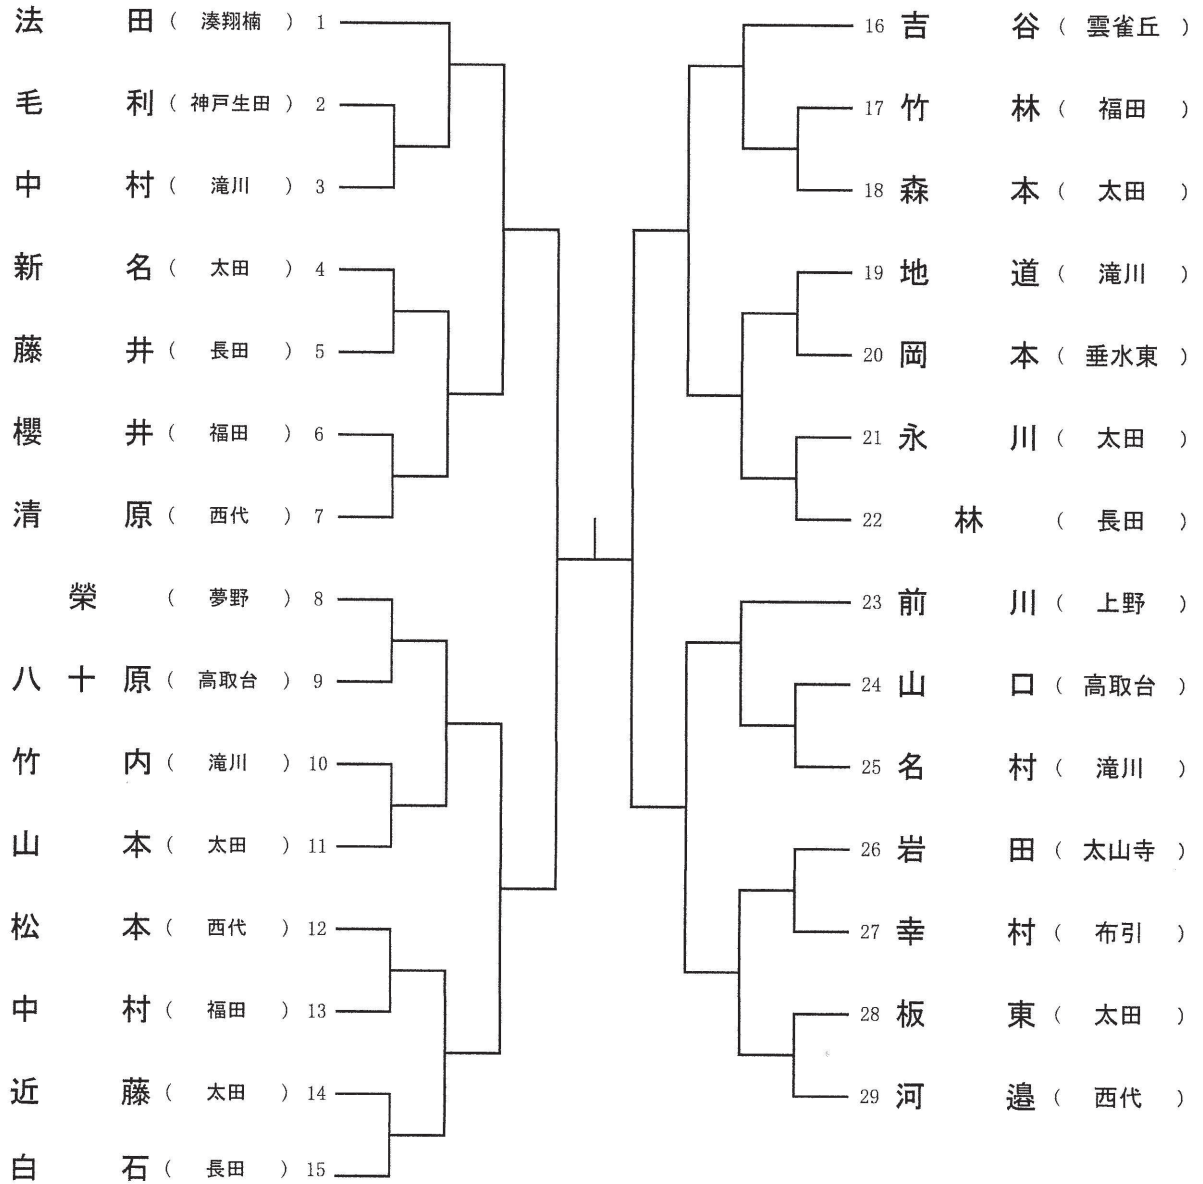 法田（湊翔楠）1
毛利（神戸生田）2
中村（滝川）3
新名（太田）4
藤井（長田）5
櫻井（福田）6
清原（西代）7
榮（夢野）8
八十原（高取台）9
竹内（滝川）10
山本（太田）11
松本（西代）12
中村（福田）13
近藤（太田）14
白石（長田）15
16 吉谷（雲雀丘）
17 竹林（福田）
18 森本（太田）
19 地道（滝川）
20 岡本（垂水東）
21 永川（太田）
22 林（長田）
23 前川（上野）
24 山口（高取台）
25 名村（滝川）
26 岩田（太山寺）
27 幸村（布引）
28 板東（太田）
29 河邉（西代）